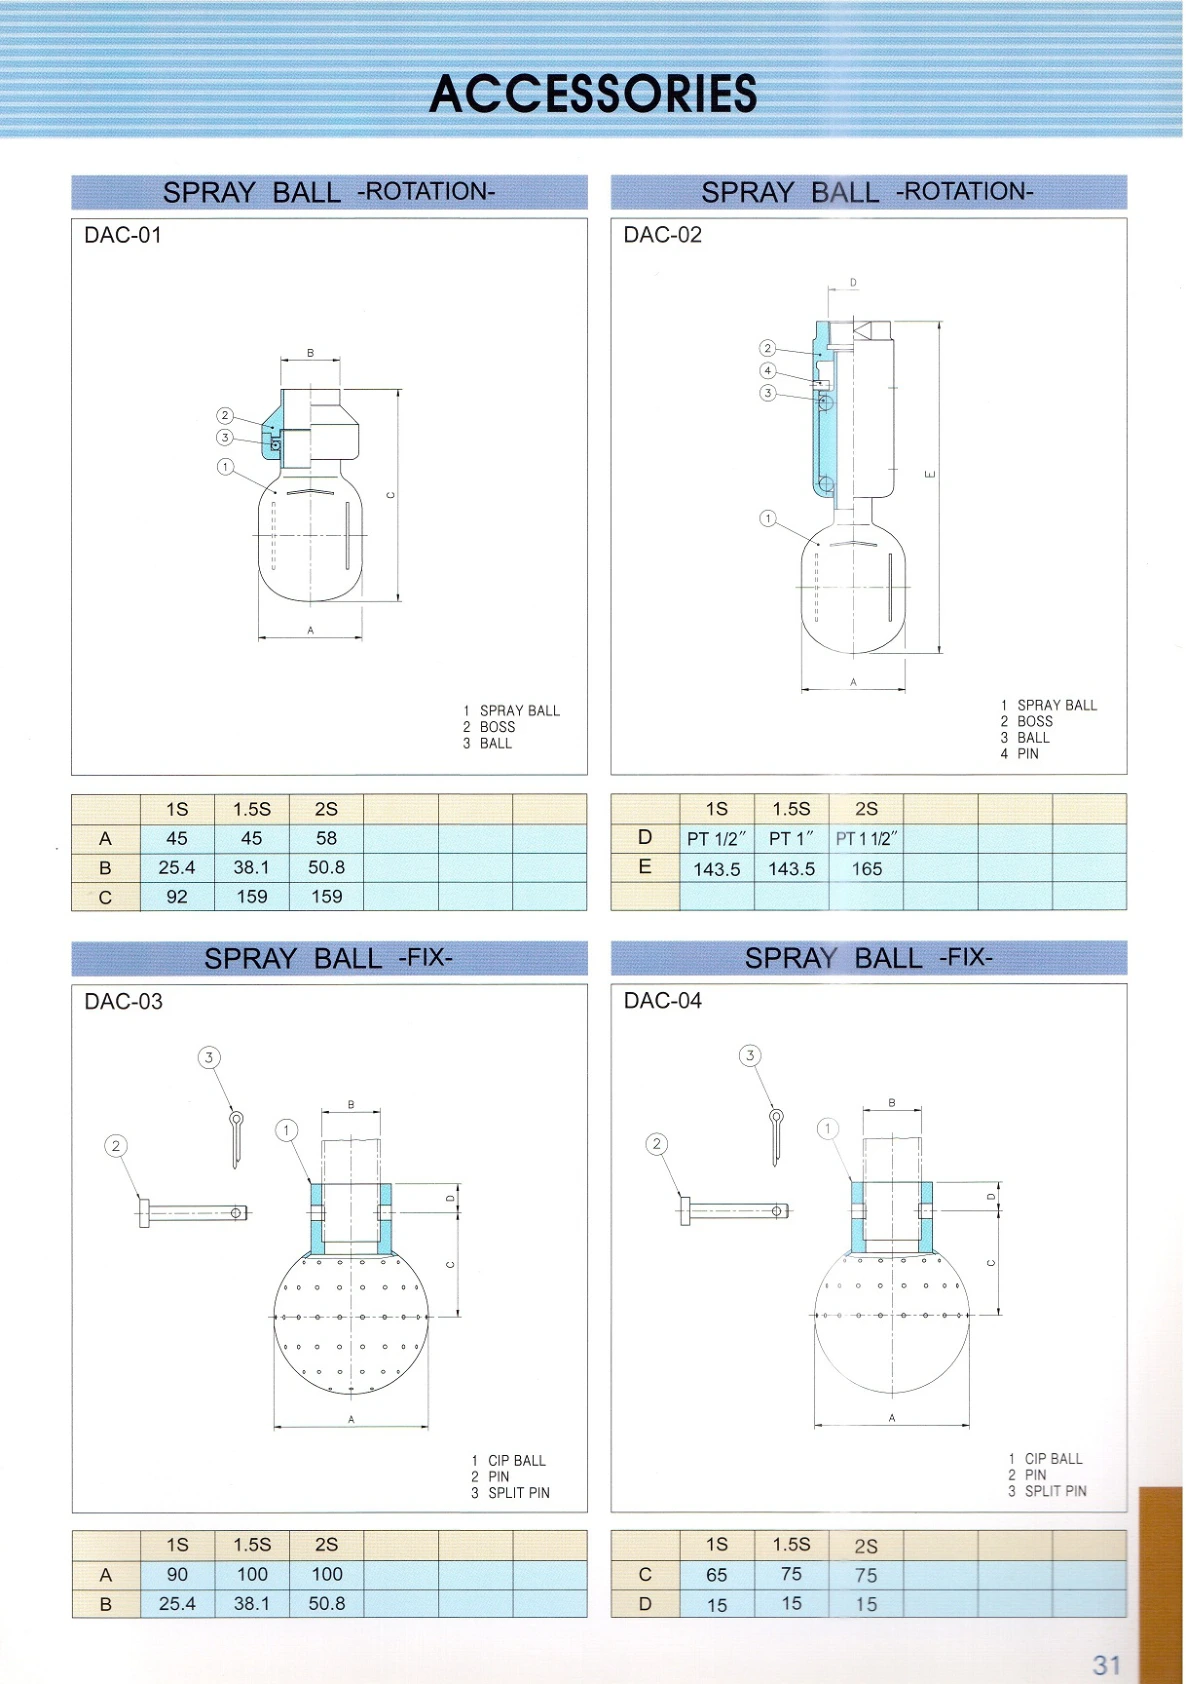 ACCESSORIES
SPRAY BALL -ROTATION-
DAC-01
B
2
3
1
C
A
1 SPRAY BALL
2 BOSS
3 BALL
1S 1.5S 2S
A 45 45 58
B 25.4 38.1 50.8
C 92 159 159
SPRAY BALL -ROTATION-
DAC-02
D
2
4
3
E
1
A
1 SPRAY BALL
2 BOSS
3 BALL
4 PIN
1S 1.5S 2S
D PT 1/2″ PT 1″ PT 1 1/2″
E 143.5 143.5 165
SPRAY BALL -FIX-
DAC-03
3
B
1
2
D
C
A
1 CIP BALL
2 PIN
3 SPLIT PIN
1S 1.5S 2S
A 90 100 100
B 25.4 38.1 50.8
SPRAY BALL -FIX-
DAC-04
3
B
1
2
D
C
A
1 CIP BALL
2 PIN
3 SPLIT PIN
1S 1.5S 2S
C 65 75 75
D 15 15 15
31